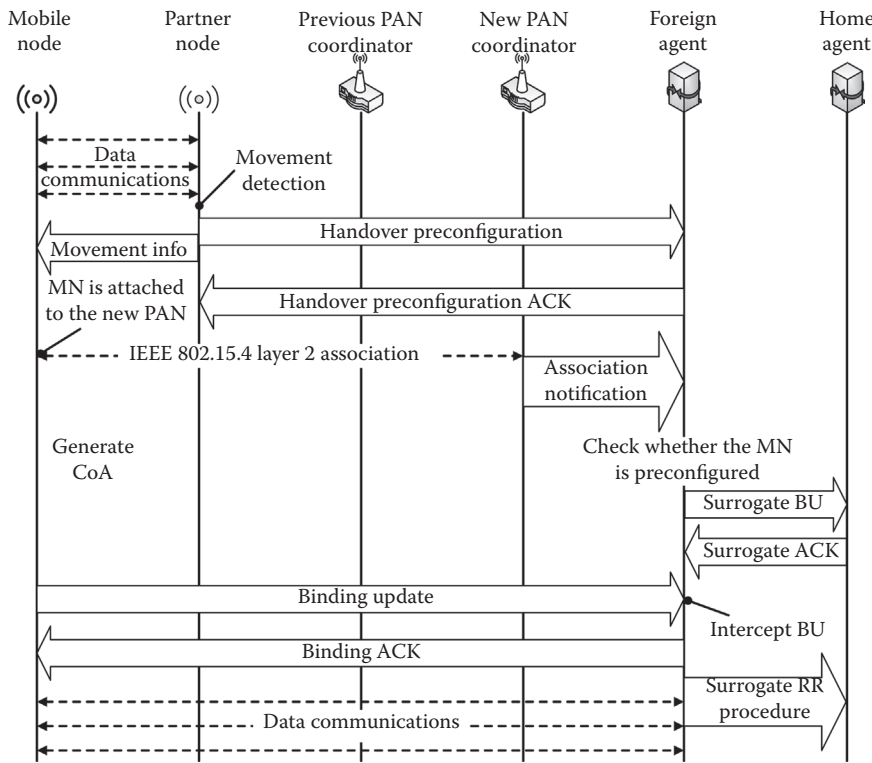 Mobile
node
Partner
node
Previous PAN
coordinator
New PAN
coordinator
Foreign
agent
Home
agent
Data
communications
Movement
detection
Handover preconfiguration
Movement info
MN is attached
to the new PAN
Handover preconfiguration ACK
IEEE 802.15.4 layer 2 association
Association
notification
Generate
CoA
Check whether the MN
is preconfigured
Surrogate BU
Surrogate ACK
Binding update
Intercept BU
Binding ACK
Surrogate RR
procedure
Data communications